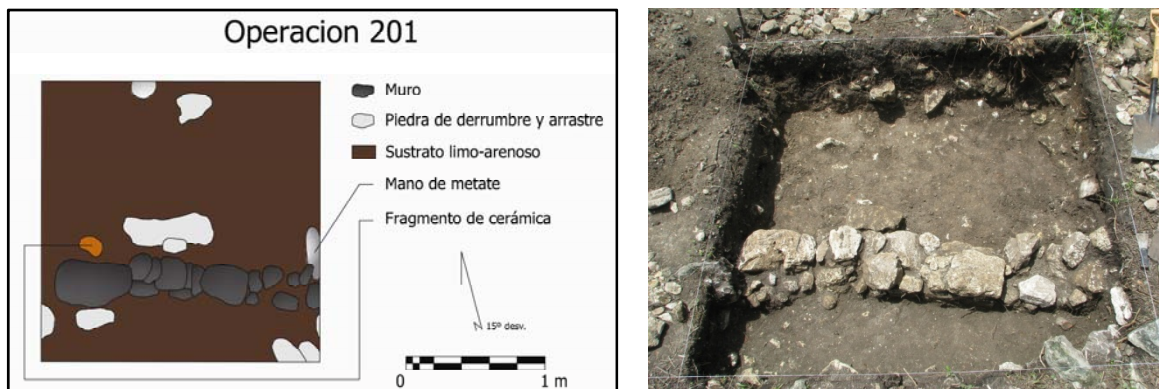 Operacion 201
Muro
Piedra de derrumbre y arrastre
Sustrato limo-arenoso
Mano de metate
Fragmento de cerámica
N 15º desv.
0 1 m